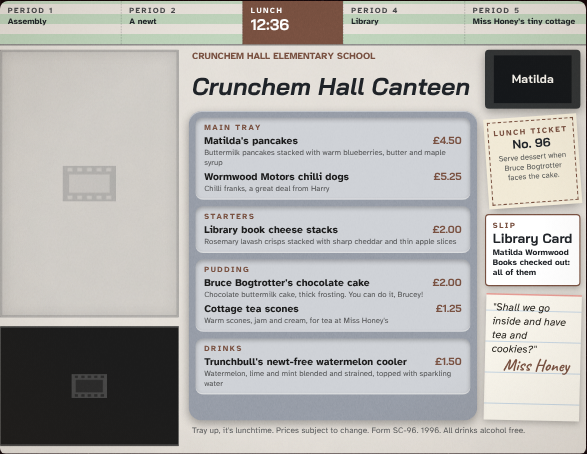 PERIOD 1
Assembly
PERIOD 2
A newt
LUNCH
12:36
PERIOD 4
Library
PERIOD 5
Miss Honey's tiny cottage
CRUNCHEM HALL ELEMENTARY SCHOOL
Crunchem Hall Canteen
MAIN TRAY
Matilda's pancakes £4.50
Buttermilk pancakes stacked with warm blueberries, butter and maple
syrup
Wormwood Motors chilli dogs £5.25
Chilli franks, a great deal from Harry
STARTERS
Library book cheese stacks £2.00
Rosemary lavash crisps stacked with sharp cheddar and thin apple slices
PUDDING
Bruce Bogtrotter's chocolate cake £2.00
Chocolate buttermilk cake, thick frosting. You can do it, Brucey!
Cottage tea scones £1.25
Warm scones, jam and cream, for tea at Miss Honey's
DRINKS
Trunchbull's newt-free watermelon cooler £1.50
Watermelon, lime and mint blended and strained, topped with sparkling
water
Tray up, it's lunchtime. Prices subject to change. Form SC-96. 1996. All drinks alcohol free.
Matilda
LUNCH TICKET
No. 96
Serve dessert when
Bruce Bogtrotter
faces the cake.
SLIP
Library Card
Matilda Wormwood
Books checked out:
all of them
"Shall we go
inside and have
tea and
cookies?"
Miss Honey